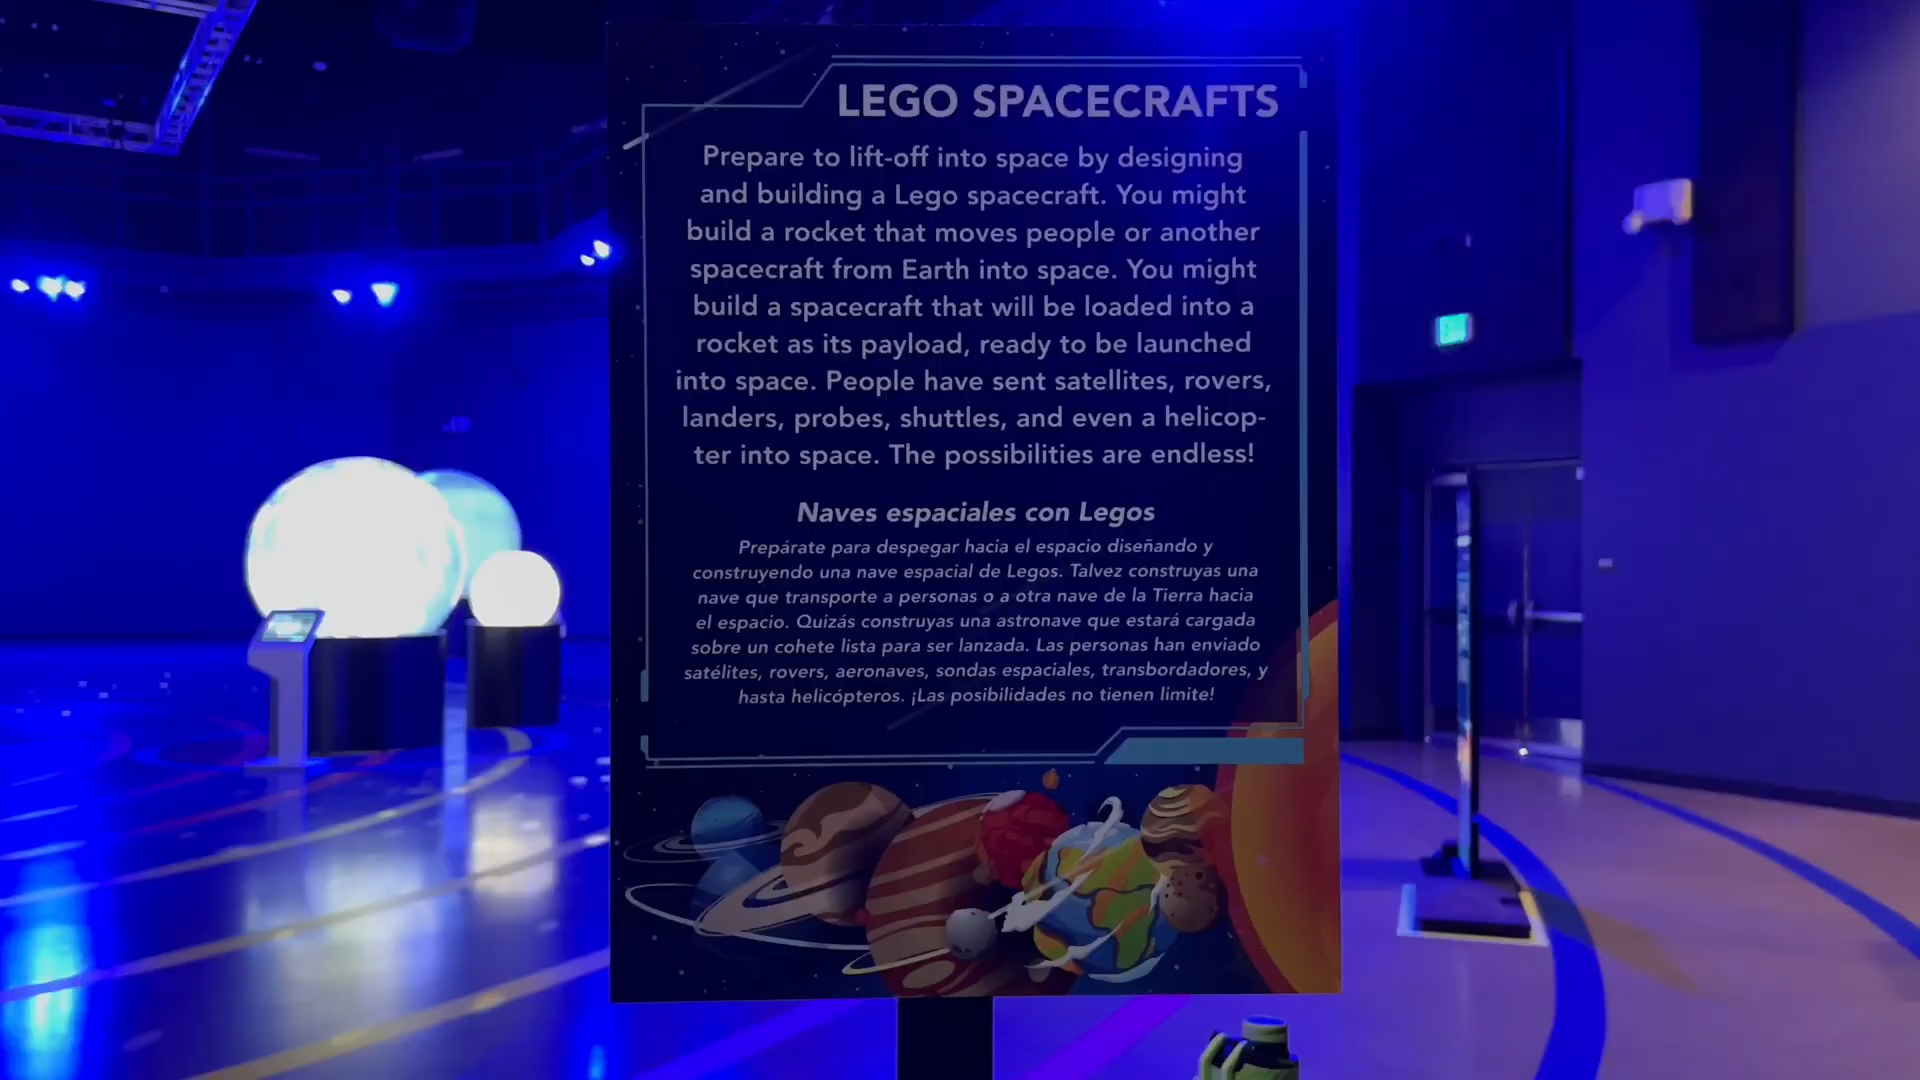 LEGO SPACECRAFTS
Prepare to lift-off into space by designing
and building a Lego spacecraft. You might
build a rocket that moves people or another
spacecraft from Earth into space. You might
build a spacecraft that will be loaded into a
rocket as its payload, ready to be launched
into space. People have sent satellites, rovers,
landers, probes, shuttles, and even a helicop-
ter into space. The possibilities are endless!
Naves espaciales con Legos
Prepárate para despegar hacia el espacio diseñando y
construyendo una nave espacial de Legos. Talvez construyas una
nave que transporte a personas o a otra nave de la Tierra hacia
el espacio. Quizás construyas una astronave que estará cargada
sobre un cohete lista para ser lanzada. Las personas han enviado
satélites, rovers, aeronaves, sondas espaciales, transbordadores, y
hasta helicópteros. ¡Las posibilidades no tienen limite!